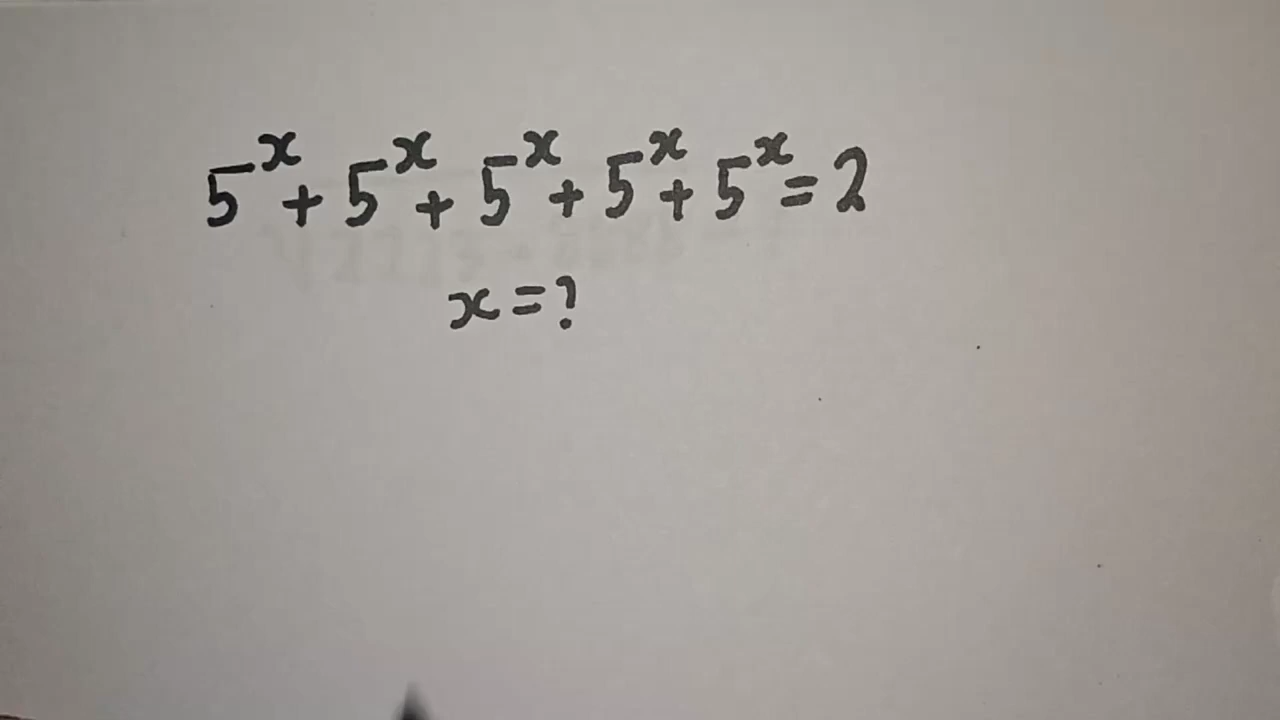 5^x + 5^x + 5^x + 5^x + 5^x = 2
x = ?